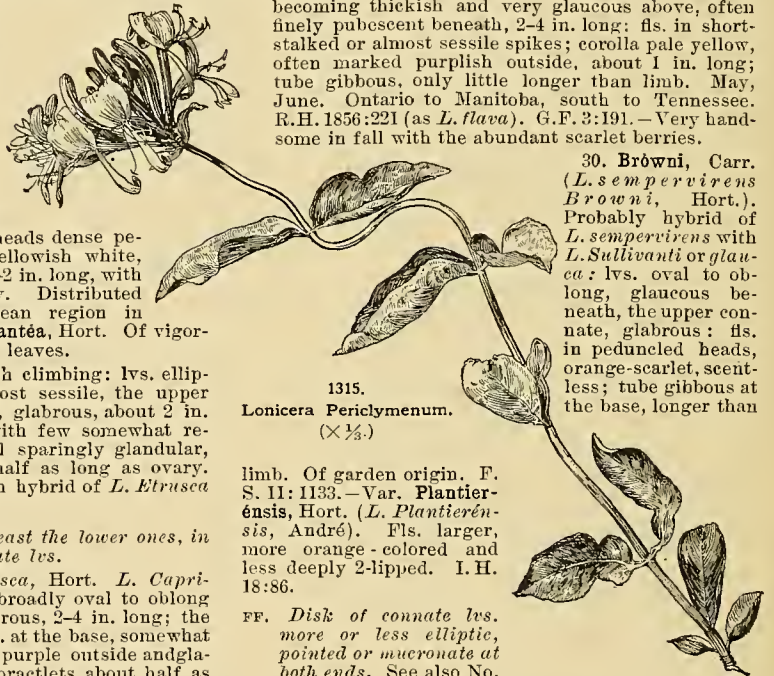 eads dense pe-
ellowish white,
-2 in. long, with
. Distributed
ean region in
antéa, Hort. Of vigor-
leaves.
h climbing: lvs. ellip-
ost sessile, the upper
, glabrous, about 2 in.
ith few somewhat re-
l sparingly glandular,
half as long as ovary.
n hybrid of L. Etrusca
east the lower ones, in
ate lvs.
sca, Hort. L. Capri-
broadly oval to oblong
rous, 2-4 in. long; the
. at the base, somewhat
purple outside andgla-
bractlets about half as
becoming thickish and very glaucous above, often
finely pubescent beneath, 2-4 in. long: fls. in short-
stalked or almost sessile spikes; corolla pale yellow,
often marked purplish outside, about 1 in. long;
tube gibbous, only little longer than limb. May,
June. Ontario to Manitoba, south to Tennessee.
R.H. 1856:221 (as L. flava). G.F. 3:191.—Very hand-
some in fall with the abundant scarlet berries.
30. Bròwni, Carr.
(L. sempervirens
Browni, Hort.).
Probably hybrid of
L. sempervirens with
L. Sullivanti or glau-
ca: lvs. oval to ob-
long, glaucous be-
neath, the upper con-
nate, glabrous: fls.
in peduncled heads,
orange-scarlet, scent-
less; tube gibbous at
the base, longer than
1315.
Lonicera Periclymenum.
(×⅓.)
limb. Of garden origin. F.
S. 11:1133.—Var. Plantier-
énsis, Hort. (L. Plantierén-
sis, André). Fls. larger,
more orange-colored and
less deeply 2-lipped. I.H.
18:86.
FF. Disk of connate lvs.
more or less elliptic,
pointed or mucronate at
both ends. See also No.